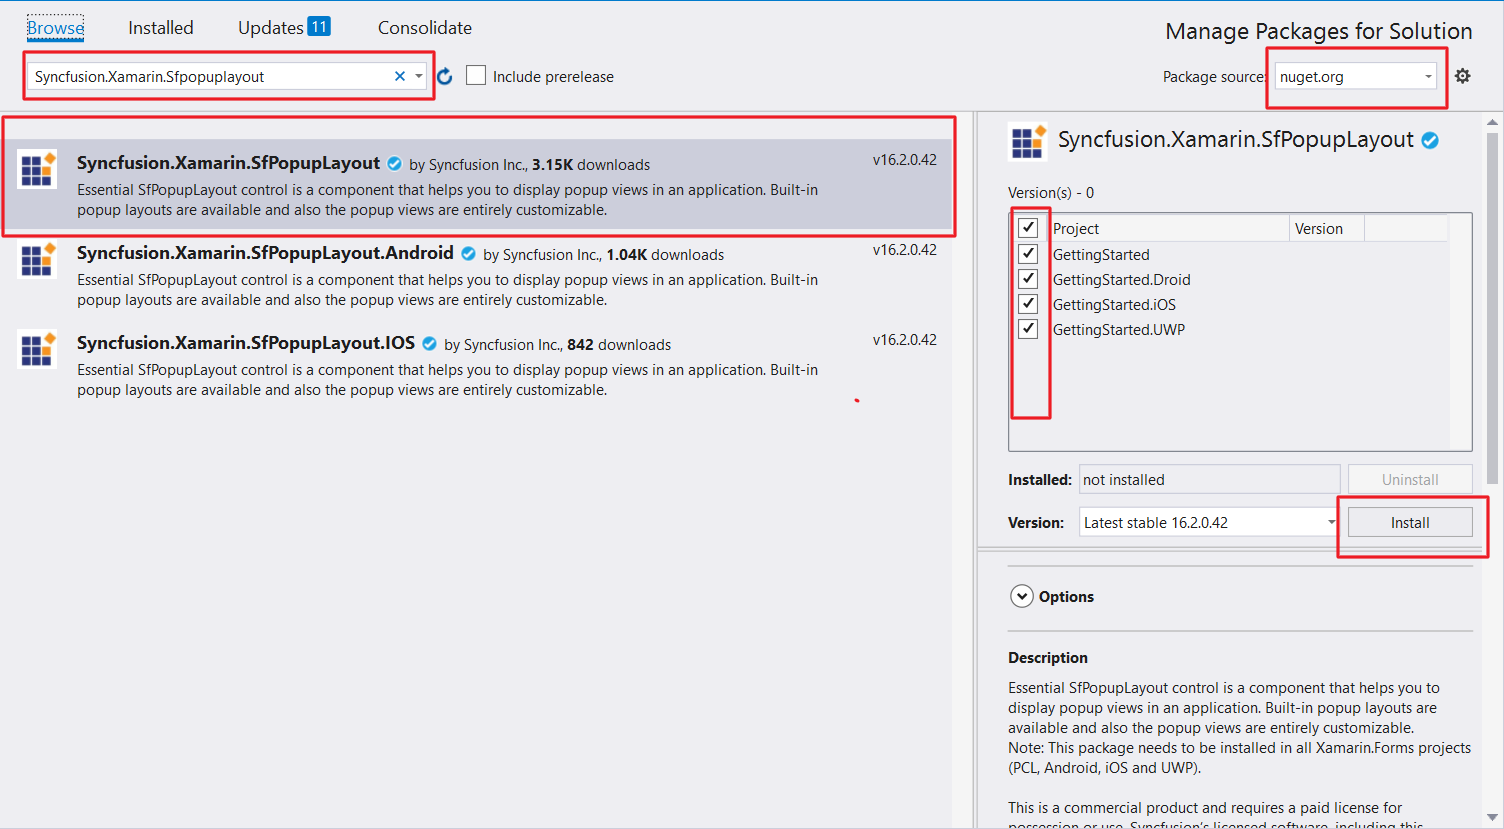 Browse Installed Updates 11 Consolidate
Manage Packages for Solution
Syncfusion.Xamarin.Sfpopuplayout
Include prerelease
Package source: nuget.org
Syncfusion.Xamarin.SfPopupLayout by Syncfusion Inc., 3.15K downloads
v16.2.0.42
Essential SfPopupLayout control is a component that helps you to display popup views in an application. Built-in
popup layouts are available and also the popup views are entirely customizable.
Syncfusion.Xamarin.SfPopupLayout.Android by Syncfusion Inc., 1.04K downloads
v16.2.0.42
Essential SfPopupLayout control is a component that helps you to display popup views in an application. Built-in
popup layouts are available and also the popup views are entirely customizable.
Syncfusion.Xamarin.SfPopupLayout.IOS by Syncfusion Inc., 842 downloads
v16.2.0.42
Essential SfPopupLayout control is a component that helps you to display popup views in an application. Built-in
popup layouts are available and also the popup views are entirely customizable.
Syncfusion.Xamarin.SfPopupLayout
Version(s) - 0
Project Version
GettingStarted
GettingStarted.Droid
GettingStarted.iOS
GettingStarted.UWP
Installed: not installed Uninstall
Version: Latest stable 16.2.0.42 Install
Options
Description
Essential SfPopupLayout control is a component that helps you to
display popup views in an application. Built-in popup layouts are
available and also the popup views are entirely customizable.
Note: This package needs to be installed in all Xamarin.Forms projects
(PCL, Android, iOS and UWP).
This is a commercial product and requires a paid license for
possession or use. Syncfusion's licensed software, including this